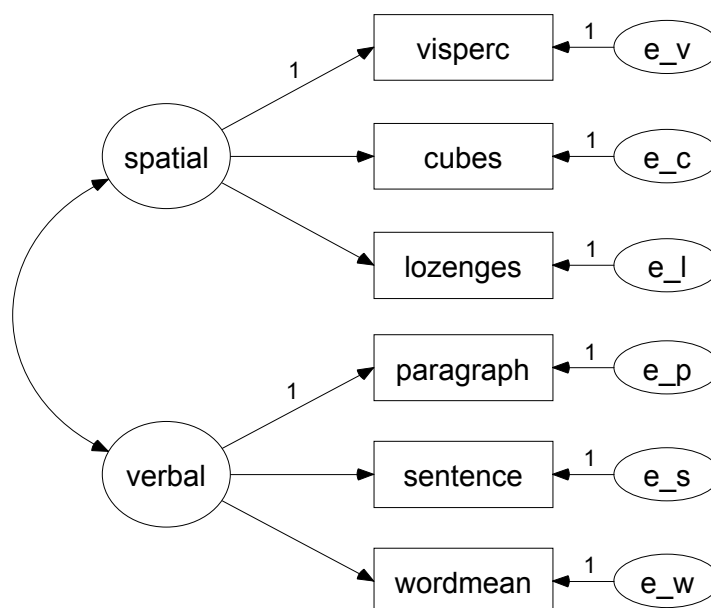 1 visperc 1 e_v
spatial cubes 1 e_c
lozenges 1 e_l
1 paragraph 1 e_p
verbal sentence 1 e_s
wordmean 1 e_w